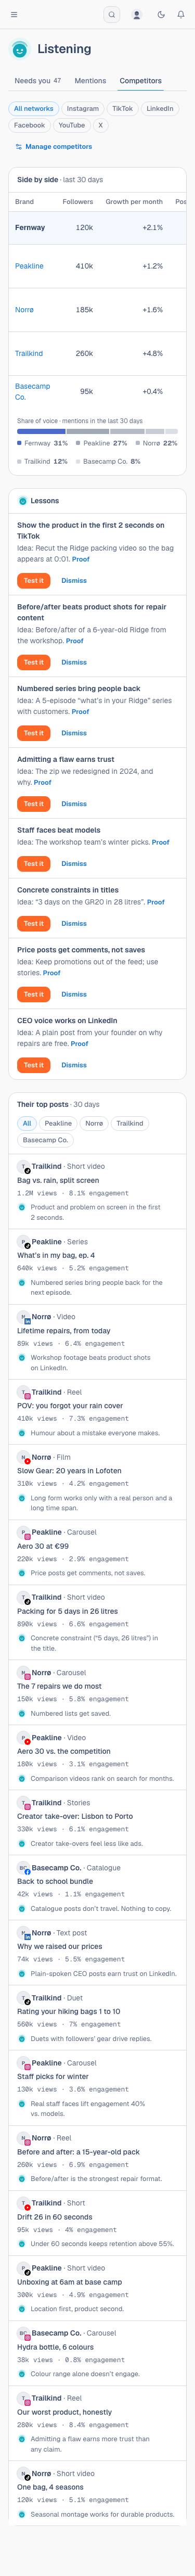 Listening
Needs you 47
Mentions
Competitors
All networks
Instagram
TikTok
LinkedIn
Facebook
YouTube
X
Manage competitors
Side by side · last 30 days
Brand Followers Growth per month
Fernway 120k +2.1%
Peakline 410k +1.2%
Norrø 185k +1.6%
Trailkind 260k +4.8%
Basecamp
Co. 95k +0.4%
Share of voice · mentions in the last 30 days
Fernway 31% Peakline 27% Norrø 22%
Trailkind 12% Basecamp Co. 8%
Lessons
Show the product in the first 2 seconds on
TikTok
Idea: Recut the Ridge packing video so the bag
appears at 0:01. Proof
Test it Dismiss
Before/after beats product shots for repair
content
Idea: Before/after of a 6-year-old Ridge from
the workshop. Proof
Test it Dismiss
Numbered series bring people back
Idea: A 5-episode “what’s in your Ridge” series
with customers. Proof
Test it Dismiss
Admitting a flaw earns trust
Idea: The zip we redesigned in 2024, and
why. Proof
Test it Dismiss
Staff faces beat models
Idea: The workshop team’s winter picks. Proof
Test it Dismiss
Concrete constraints in titles
Idea: “3 days on the GR20 in 28 litres”. Proof
Test it Dismiss
Price posts get comments, not saves
Idea: Keep promotions out of the feed; use
stories. Proof
Test it Dismiss
CEO voice works on LinkedIn
Idea: A plain post from your founder on why
repairs are free. Proof
Test it Dismiss
Their top posts · 30 days
All
Peakline
Norrø
Trailkind
Basecamp Co.
Trailkind · Short video
Bag vs. rain, split screen
1.2M views · 8.1% engagement
Product and problem on screen in the first
2 seconds.
Peakline · Series
What’s in my bag, ep. 4
640k views · 5.2% engagement
Numbered series bring people back for the
next episode.
Norrø · Video
Lifetime repairs, from today
89k views · 6.4% engagement
Workshop footage beats product shots
on LinkedIn.
Trailkind · Reel
POV: you forgot your rain cover
410k views · 7.3% engagement
Humour about a mistake everyone makes.
Norrø · Film
Slow Gear: 20 years in Lofoten
310k views · 4.2% engagement
Long form works only with a real person and a
long time span.
Peakline · Carousel
Aero 30 at €99
220k views · 2.9% engagement
Price posts get comments, not saves.
Trailkind · Short video
Packing for 5 days in 26 litres
890k views · 6.6% engagement
Concrete constraint (“5 days, 26 litres”) in
the title.
Norrø · Carousel
The 7 repairs we do most
150k views · 5.8% engagement
Numbered lists get saved.
Peakline · Video
Aero 30 vs. the competition
180k views · 3.1% engagement
Comparison videos rank on search for months.
Trailkind · Stories
Creator take-over: Lisbon to Porto
330k views · 6.1% engagement
Creator take-overs feel less like ads.
Basecamp Co. · Catalogue
Back to school bundle
42k views · 1.1% engagement
Catalogue posts don’t travel. Nothing to copy.
Norrø · Text post
Why we raised our prices
74k views · 5.5% engagement
Plain-spoken CEO posts earn trust on LinkedIn.
Trailkind · Duet
Rating your hiking bags 1 to 10
560k views · 7% engagement
Duets with followers’ gear drive replies.
Peakline · Carousel
Staff picks for winter
130k views · 3.6% engagement
Real staff faces lift engagement 40%
vs. models.
Norrø · Reel
Before and after: a 15-year-old pack
260k views · 6.9% engagement
Before/after is the strongest repair format.
Trailkind · Short
Drift 26 in 60 seconds
95k views · 4% engagement
Under 60 seconds keeps retention above 55%.
Peakline · Short video
Unboxing at 6am at base camp
300k views · 4.9% engagement
Location first, product second.
Basecamp Co. · Carousel
Hydra bottle, 6 colours
38k views · 0.8% engagement
Colour range alone doesn’t engage.
Trailkind · Reel
Our worst product, honestly
280k views · 8.4% engagement
Admitting a flaw earns more trust than
any claim.
Norrø · Short video
One bag, 4 seasons
120k views · 5.1% engagement
Seasonal montage works for durable products.